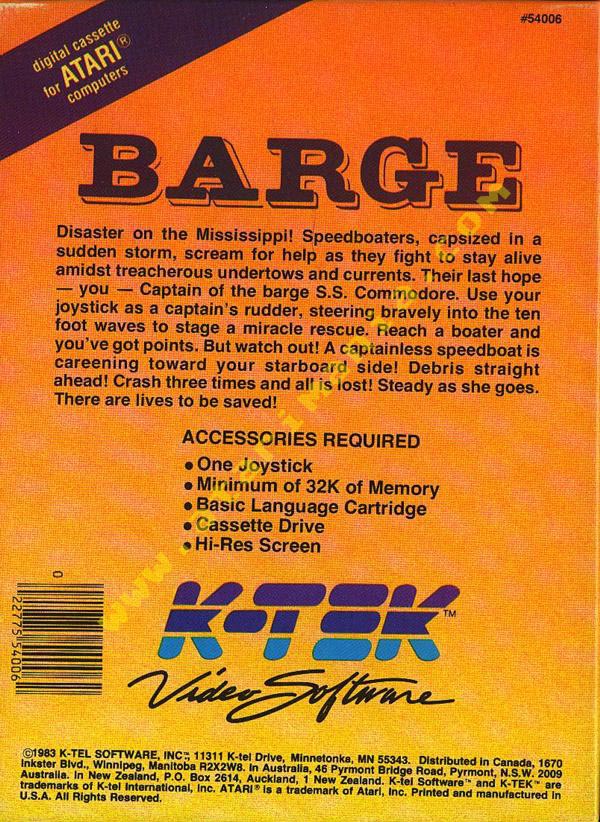 #54006
digital cassette
for ATARI®
computers
BARGE
Disaster on the Mississippi! Speedboaters, capsized in a
sudden storm, scream for help as they fight to stay alive
amidst treacherous undertows and currents. Their last hope
— you — Captain of the barge S.S. Commodore. Use your
joystick as a captain's rudder, steering bravely into the ten
foot waves to stage a miracle rescue. Reach a boater and
you've got points. But watch out! A captainless speedboat is
careening toward your starboard side! Debris straight
ahead! Crash three times and all is lost! Steady as she goes.
There are lives to be saved!
ACCESSORIES REQUIRED
• One Joystick
• Minimum of 32K of Memory
• Basic Language Cartridge
• Cassette Drive
• Hi-Res Screen
0
22775 54006
K-TEK™
Video Software
©1983 K-TEL SOFTWARE, INC™, 11311 K-tel Drive, Minnetonka, MN 55343. Distributed in Canada, 1670
Inkster Blvd., Winnipeg, Manitoba R2X2W8. In Australia, 46 Pyrmont Bridge Road, Pyrmont, N.S.W. 2009
Australia. In New Zealand, P.O. Box 2614, Auckland, 1 New Zealand. K-tel Software™ and K-TEK™ are
trademarks of K-tel International, Inc. ATARI® is a trademark of Atari, Inc. Printed and manufactured in
U.S.A. All Rights Reserved.